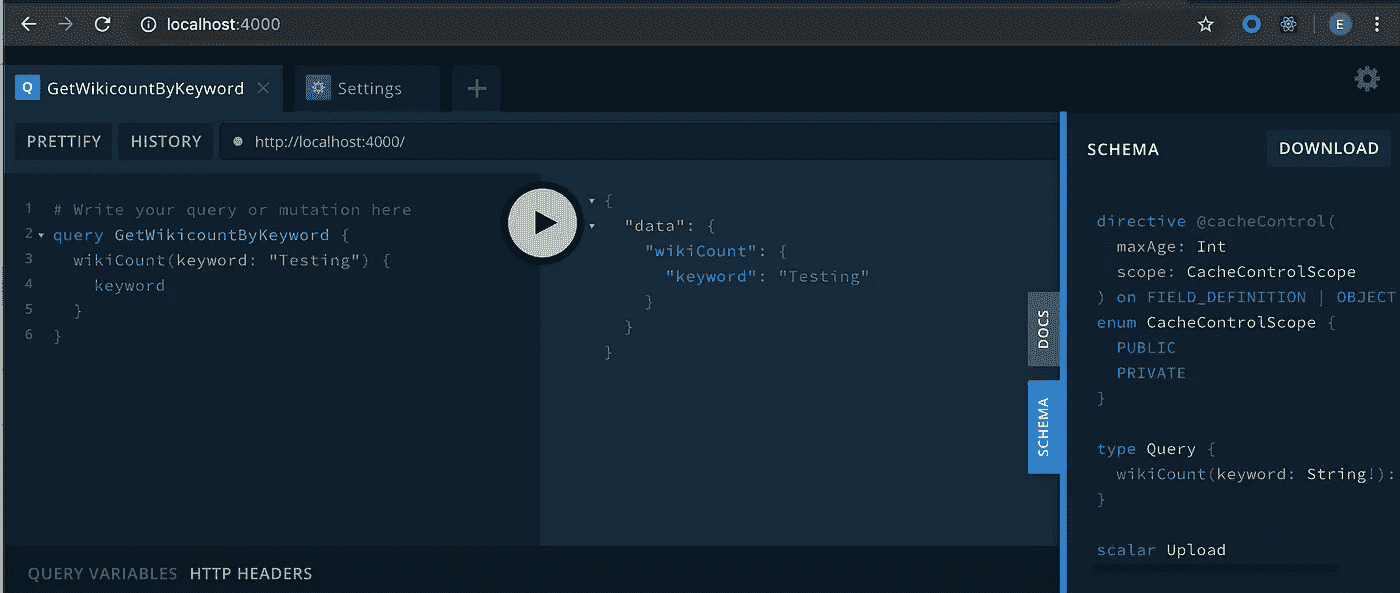 localhost:4000
E
Q GetWikicountByKeyword
Settings
PRETTIFY HISTORY http://localhost:4000/
1 # Write your query or mutation here
2 query GetWikicountByKeyword {
3 wikiCount(keyword: "Testing") {
4 keyword
5 }
6 }
{
"data": {
"wikiCount": {
"keyword": "Testing"
}
}
}
DOCS
SCHEMA
SCHEMA DOWNLOAD
directive @cacheControl(
maxAge: Int
scope: CacheControlScope
) on FIELD_DEFINITION | OBJECT
enum CacheControlScope {
PUBLIC
PRIVATE
}
type Query {
wikiCount(keyword: String!):
}
scalar Upload
QUERY VARIABLES HTTP HEADERS